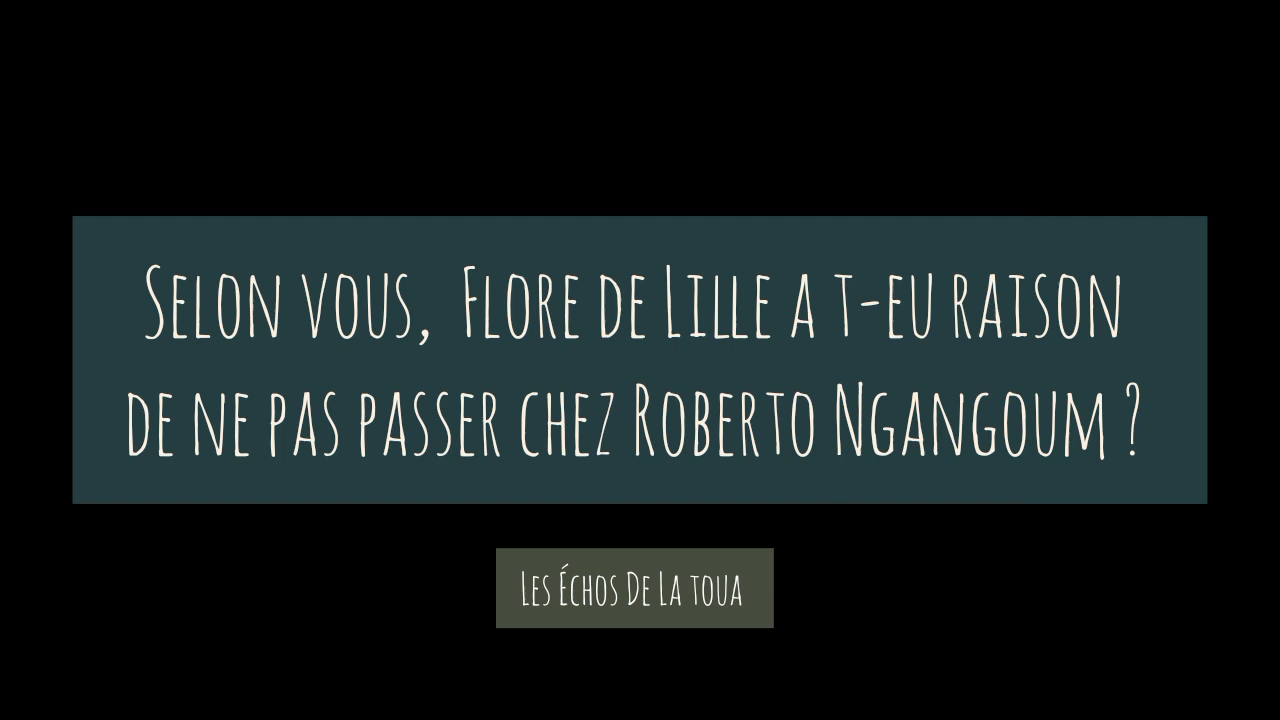 Selon vous, Flore de Lille a t-eu raison
de ne pas passer chez Roberto Ngangoum ?
Les Échos De La toua